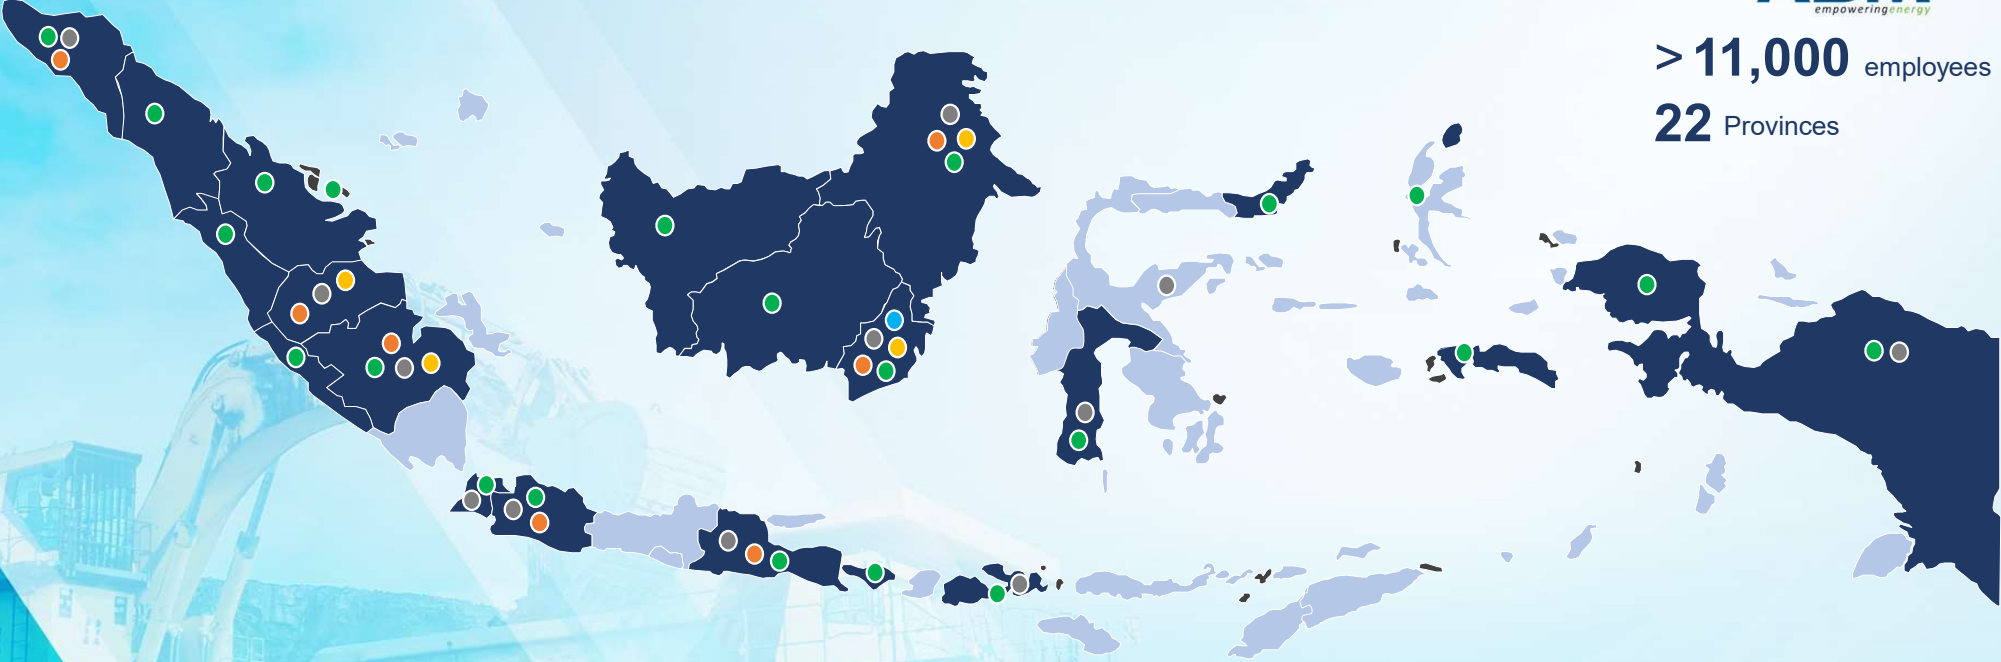 empoweringenergy
> 11,000 employees
22 Provinces